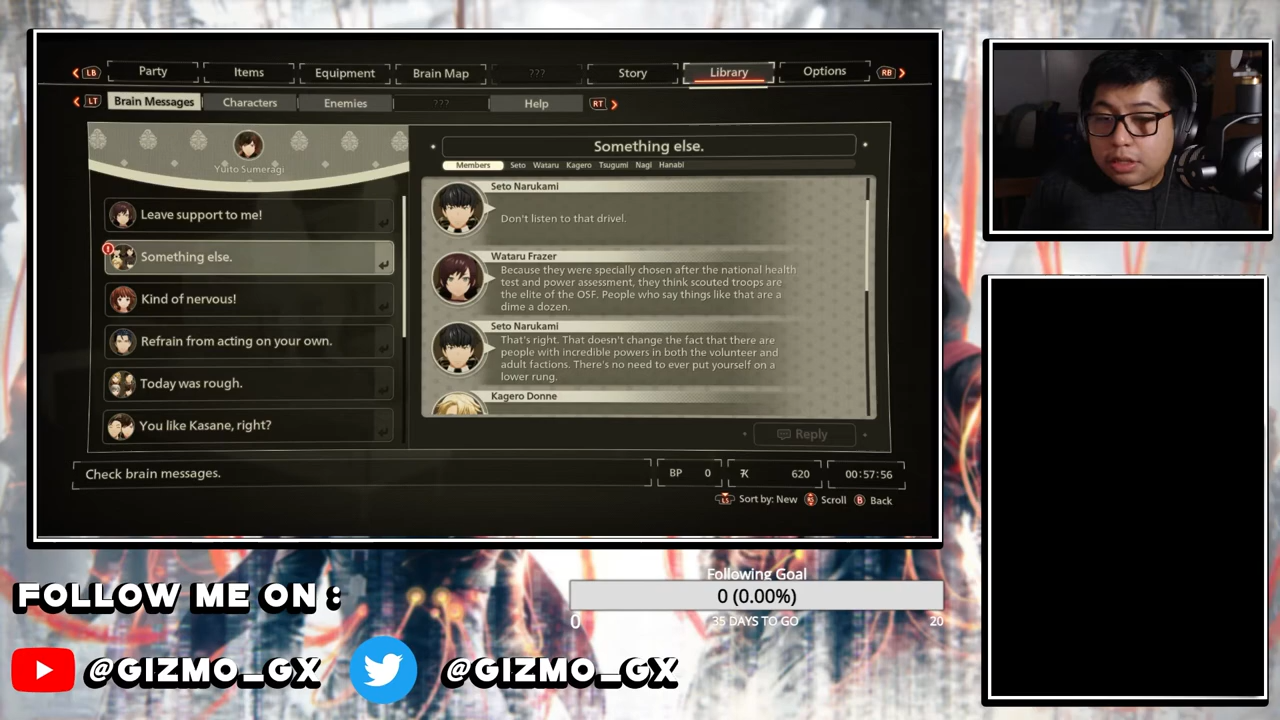 LB Party Items Equipment Brain Map ??? Story Library Options RB
LT Brain Messages Characters Enemies ??? Help RT
Yuito Sumeragi
Leave support to me!
Something else.
Kind of nervous!
Refrain from acting on your own.
Today was rough.
You like Kasane, right?
Something else.
Members Seto Wataru Kagero Tsugumi Nagi Hanabi
Seto Narukami
Don't listen to that drivel.
Wataru Frazer
Because they were specially chosen after the national health
test and power assessment, they think scouted troops are
the elite of the OSF. People who say things like that are a
dime a dozen.
Seto Narukami
That's right. That doesn't change the fact that there are
people with incredible powers in both the volunteer and
adult factions. There's no need to ever put yourself on a
lower rung.
Kagero Donne
Reply
Check brain messages.
BP 0
620
00:57:56
LS Sort by: New RS Scroll B Back
FOLLOW ME ON :
@GIZMO_GX @GIZMO_GX
Following Goal
0 (0.00%)
0 35 DAYS TO GO 20